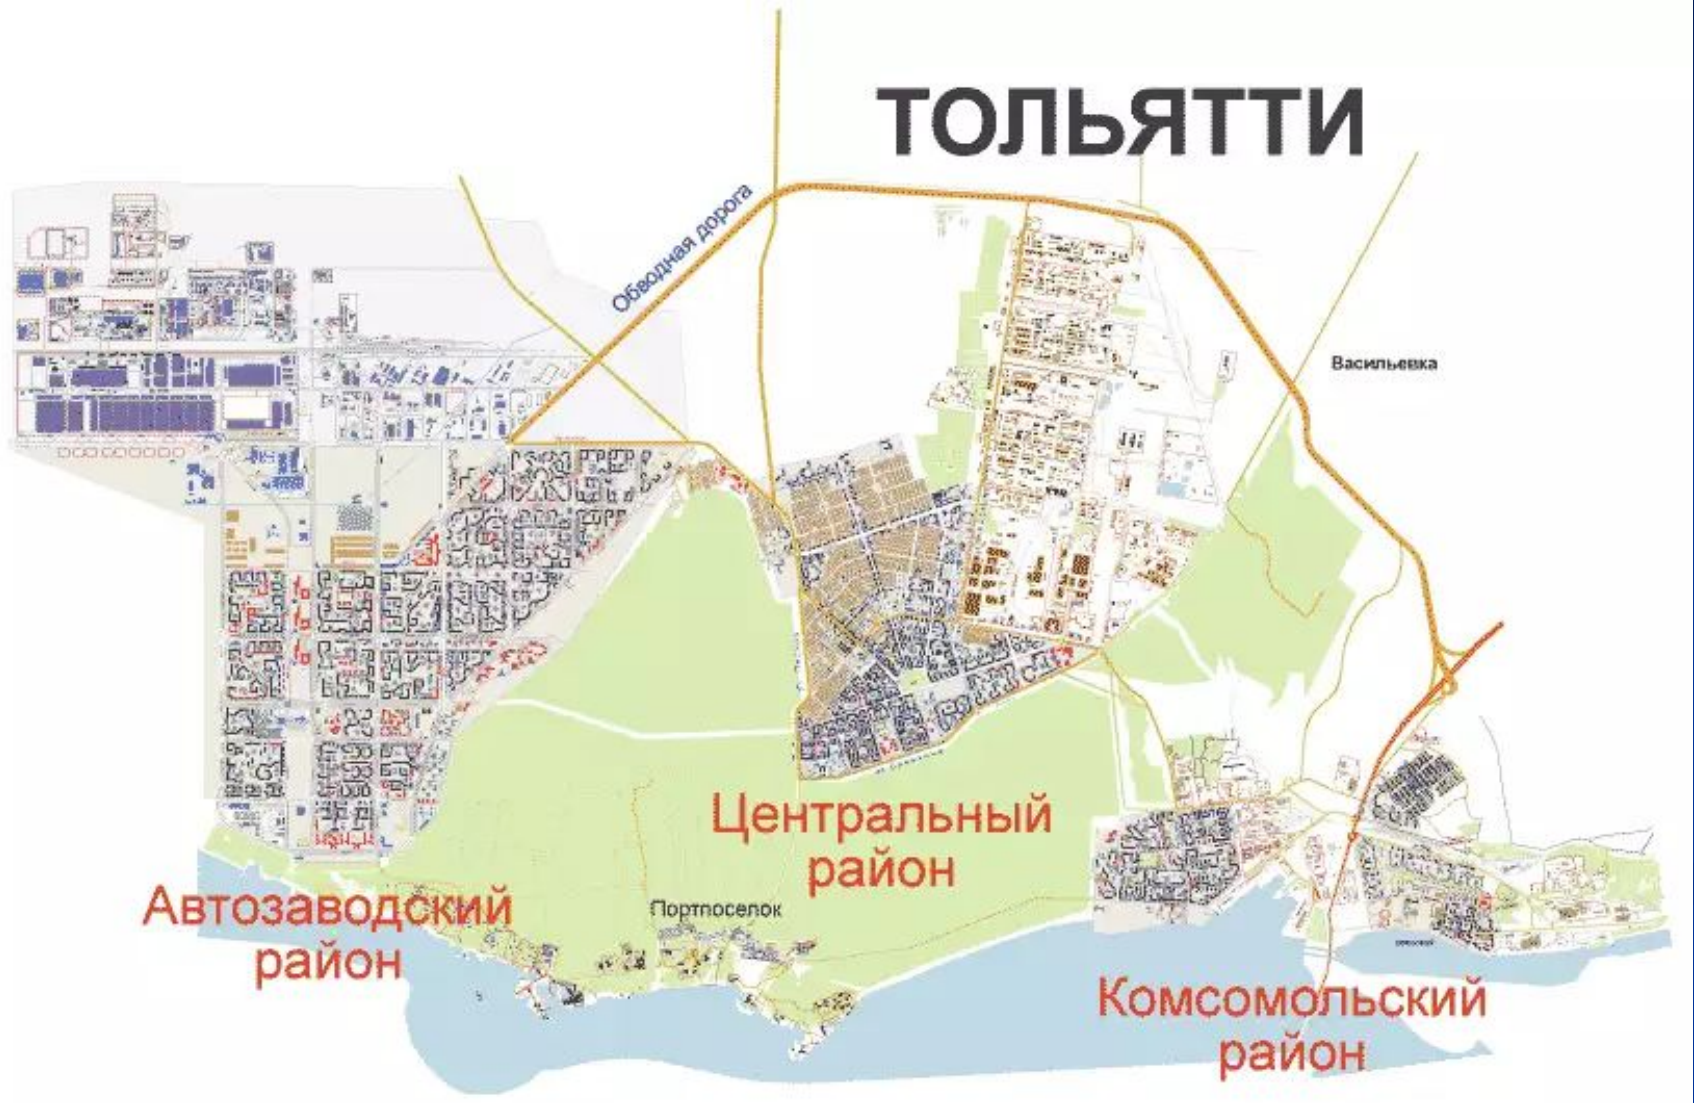 ТОЛЬЯТТИ
Обводная дорога
Васильевка
Центральный
район
Автозаводский
район
Портпоселок
Комсомольский
район